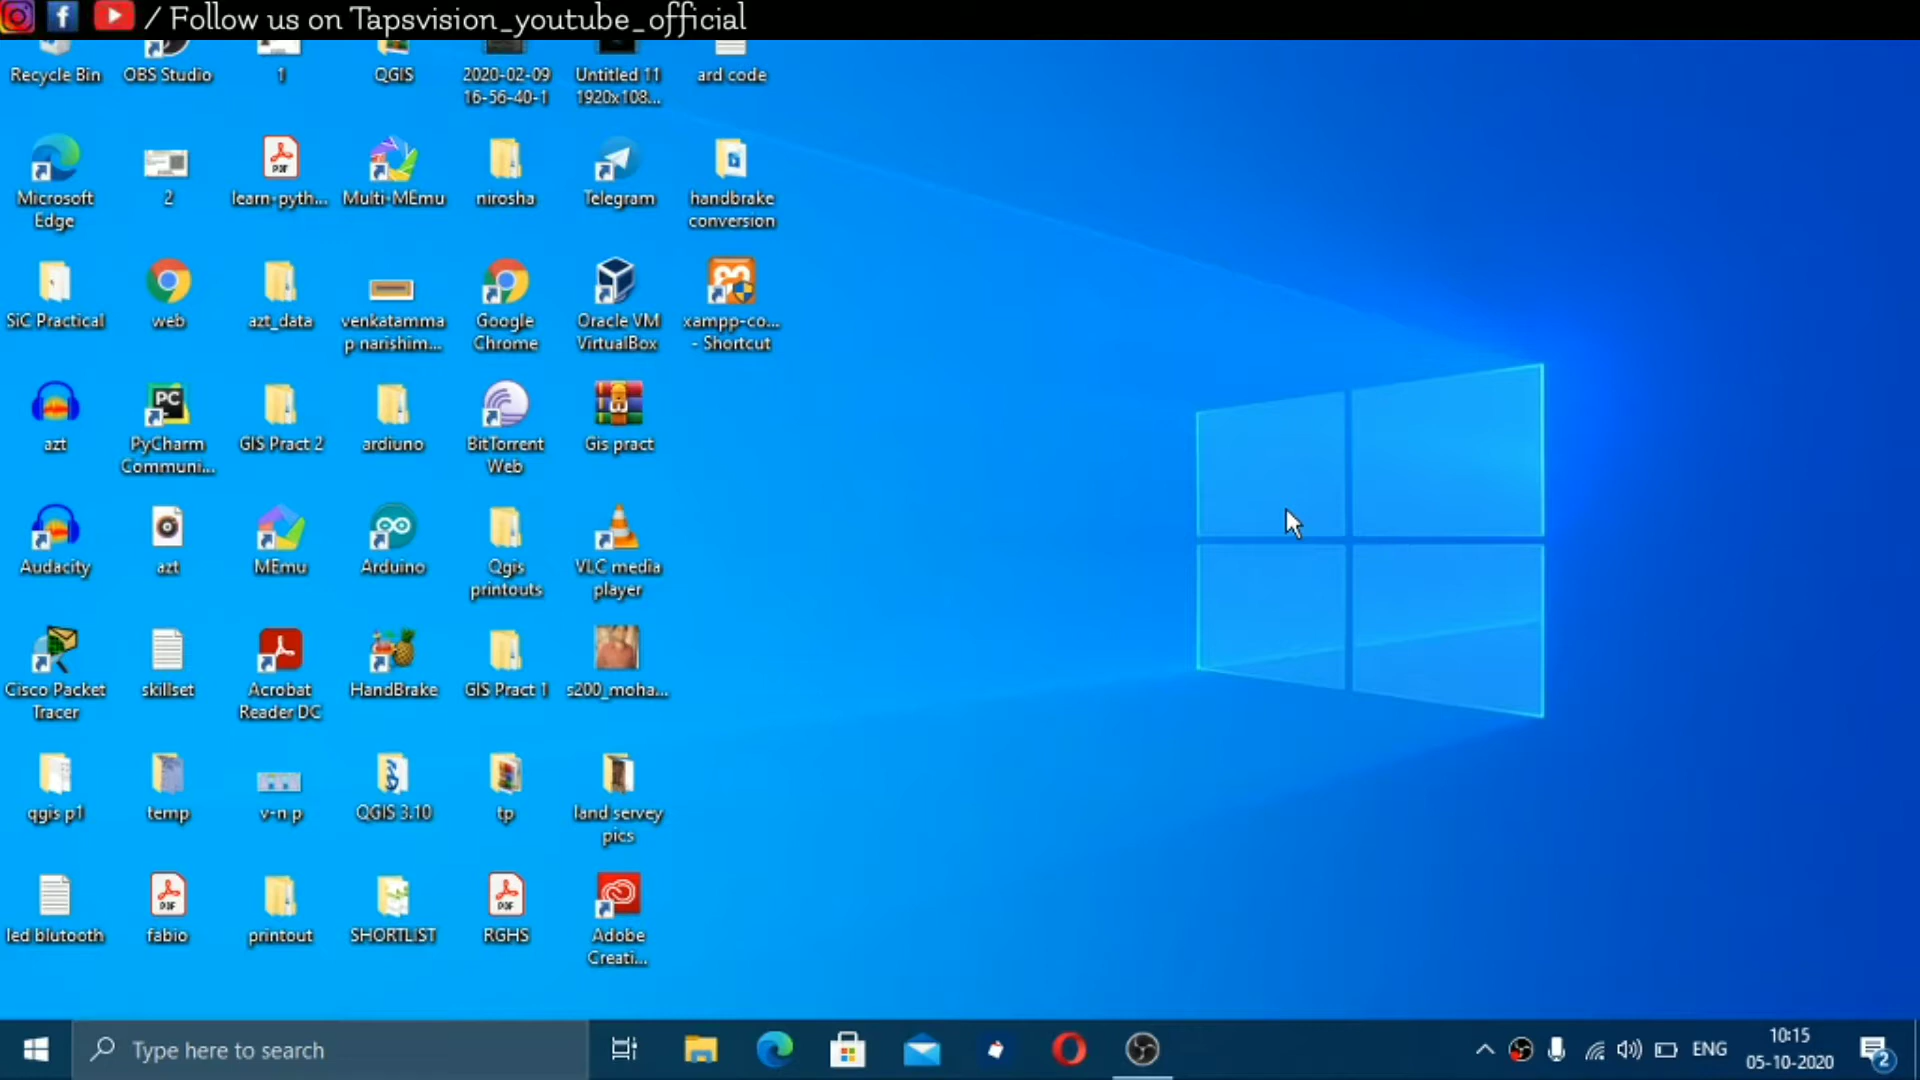 / Follow us on Tapsvision_youtube_official
Recycle Bin
OBS Studio
1
QGIS
2020-02-09
16-56-40-1
Untitled 11
1920x108...
ard code
Microsoft
Edge
2
learn-pyth...
Multi-MEmu
nirosha
Telegram
handbrake
conversion
SiC Practical
web
azt_data
venkatamma
p narishim...
Google
Chrome
Oracle VM
VirtualBox
xampp-co...
- Shortcut
azt
PyCharm
Communi...
GIS Pract 2
ardiuno
BitTorrent
Web
Gis pract
Audacity
azt
MEmu
Arduino
Qgis
printouts
VLC media
player
Cisco Packet
Tracer
skillset
Acrobat
Reader DC
HandBrake
GIS Pract 1
s200_moha...
qgis p1
temp
v-n p
QGIS 3.10
tp
land servey
pics
led blutooth
fabio
printout
SHORTLIST
RGHS
Adobe
Creati...
Type here to search
ENG
10:15
05-10-2020
2